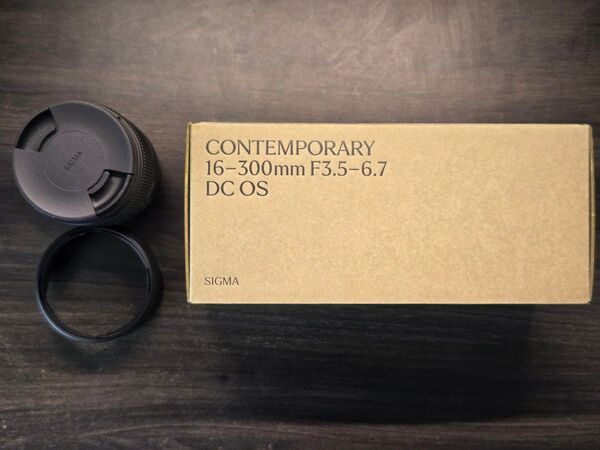 SIGMA
CONTEMPORARY
16–300mm F3.5–6.7
DC OS
SIGMA